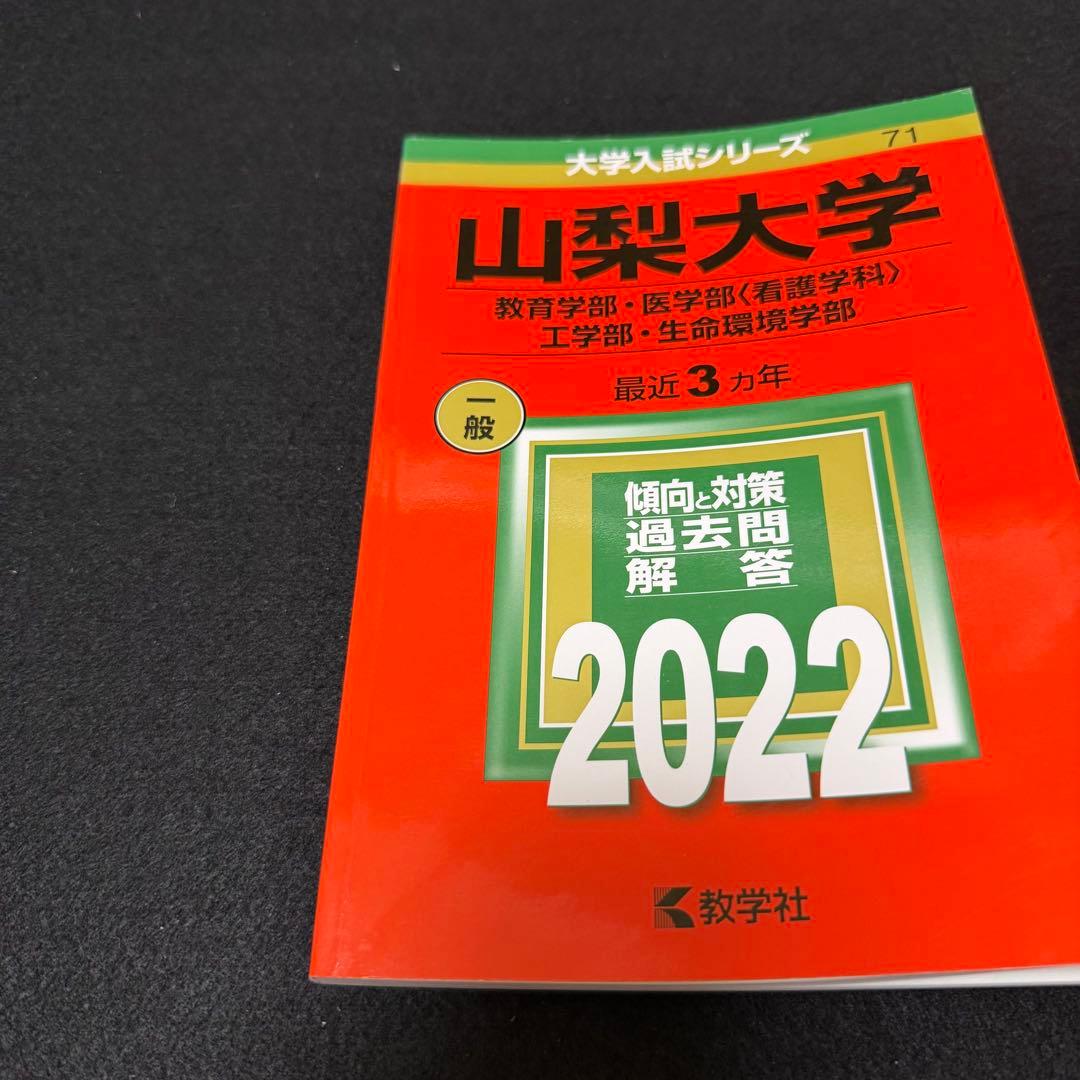 大学入試シリーズ 71
山梨大学
教育学部・医学部〈看護学科〉
工学部・生命環境学部
最近3カ年
一般
傾向と対策
過去問
解答
2022
教学社